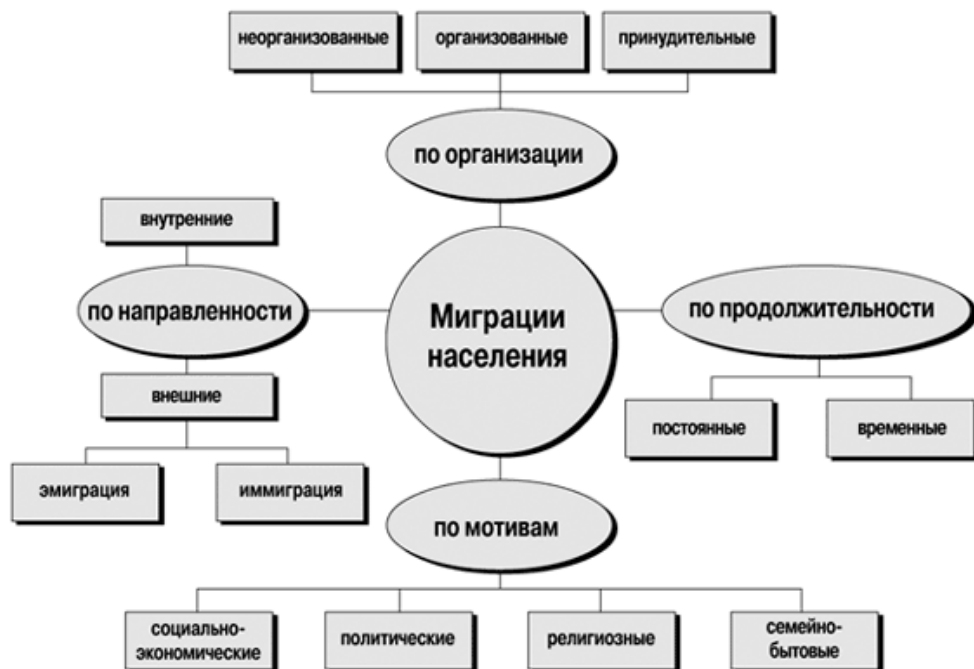 неорганизованные
организованные
принудительные
по организации
внутренние
по направленности
внешние
эмиграция
иммиграция
Миграции
населения
по продолжительности
постоянные
временные
по мотивам
социально-
экономические
политические
религиозные
семейно-
бытовые